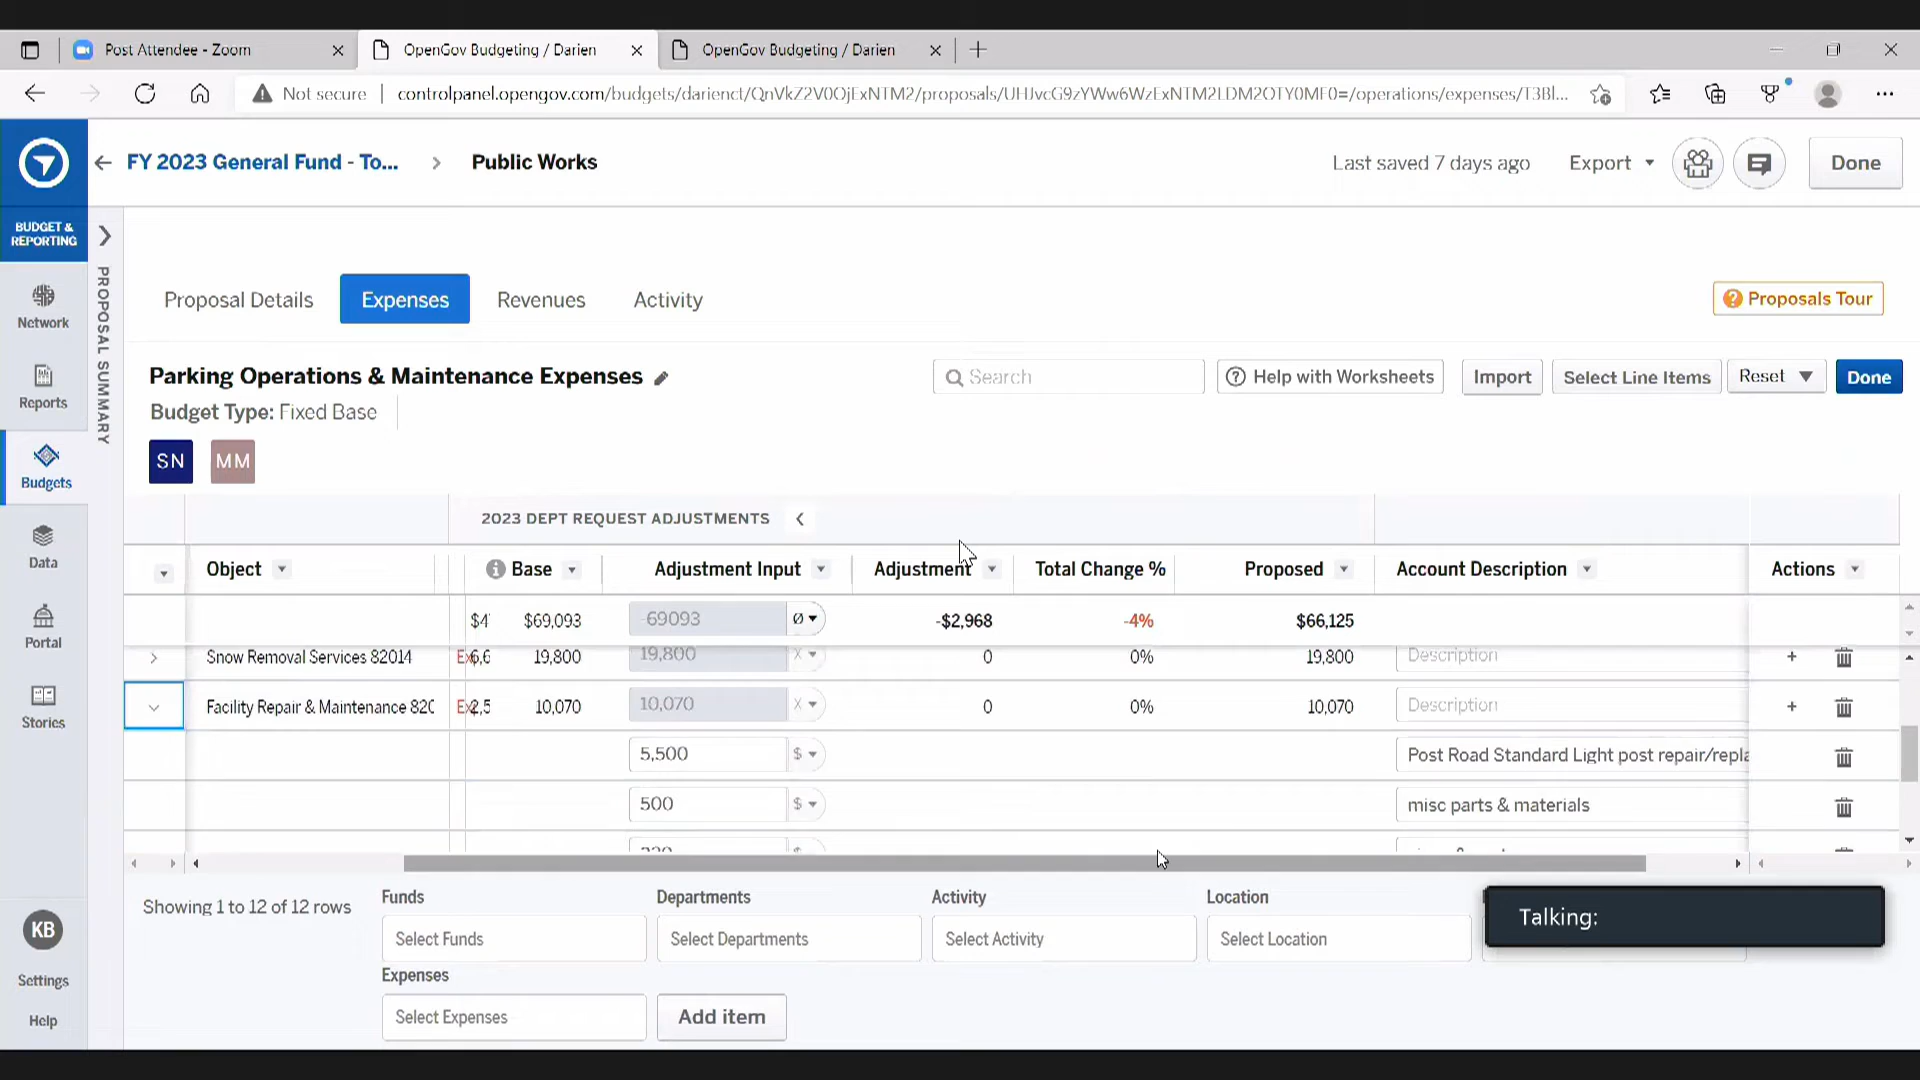 Post Attendee - Zoom
OpenGov Budgeting / Darien
OpenGov Budgeting / Darien
Not secure
controlpanel.opengov.com/budgets/darienct/QnVkZ2V0OjExNTM2/proposals/UHJvcG9zYWw6WzExNTM2LDM2OTY0MF0=/operations/expenses/T3Bl...
FY 2023 General Fund - To...
Public Works
Last saved 7 days ago
Export
Done
BUDGET &
REPORTING
Network
Reports
Budgets
Data
Portal
Stories
KB
Settings
Help
PROPOSAL SUMMARY
Proposal Details
Expenses
Revenues
Activity
Proposals Tour
Parking Operations & Maintenance Expenses
Search
Help with Worksheets
Import
Select Line Items
Reset
Done
Budget Type: Fixed Base
SN
MM
2023 DEPT REQUEST ADJUSTMENTS
Object
Base
Adjustment Input
Adjustment
Total Change %
Proposed
Account Description
Actions
$4 $69,093 69093 Ø -$2,968 -4% $66,125
Snow Removal Services 82014 6,6 19,800 19,800 X 0 0% 19,800 Description +
Facility Repair & Maintenance 820 2,5 10,070 10,070 X 0 0% 10,070 Description +
5,500 $ Post Road Standard Light post repair/repla
500 $ misc parts & materials
Showing 1 to 12 of 12 rows
Funds
Select Funds
Departments
Select Departments
Activity
Select Activity
Location
Select Location
Talking:
Expenses
Select Expenses
Add item